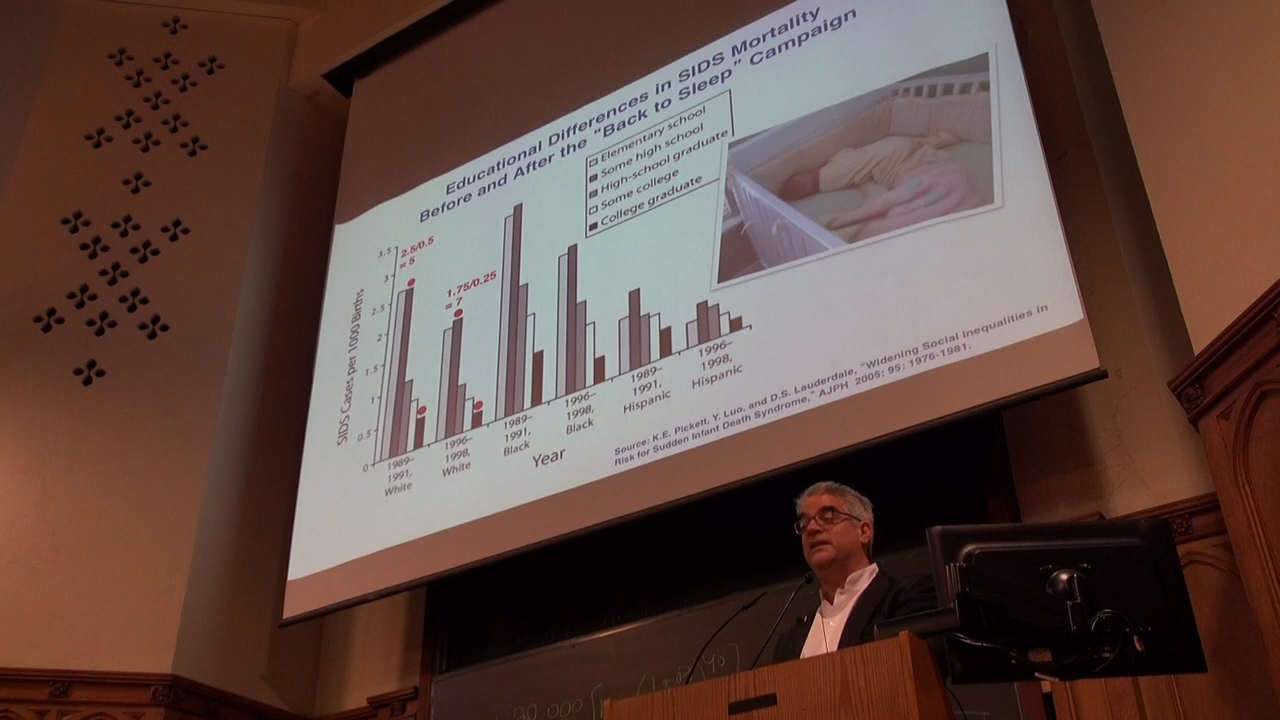 Educational Differences in SIDS Mortality
Before and After the "Back to Sleep" Campaign
Elementary school
Some high school
High-school graduate
Some college
College graduate
2.5/0.5
= 5
1.75/0.25
= 7
SIDS Cases per 1000 Births
3.5
3
2.5
2
1.5
1
0.5
0
1989–
1991,
White
1996–
1998,
White
1989–
1991,
Black
1996–
1998,
Black
1989–
1991,
Hispanic
1996–
1998,
Hispanic
Year
Source: K.E. Pickett, Y. Luo, and D.S. Lauderdale, "Widening Social Inequalities in
Risk for Sudden Infant Death Syndrome," AJPH 2005; 95: 1976-1981.